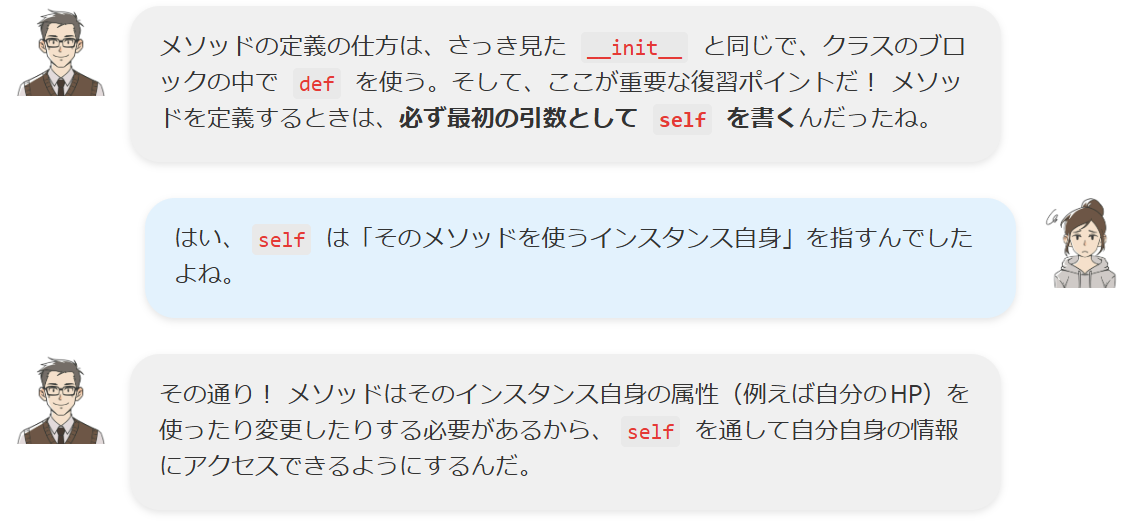 メソッドの定義の仕方は、さっき見た __init__ と同じで、クラスのブロ
ックの中で def を使う。そして、ここが重要な復習ポイントだ！ メソッ
ドを定義するときは、必ず最初の引数として self を書くんだったね。
はい、 self は「そのメソッドを使うインスタンス自身」を指すんでした
よね。
その通り！ メソッドはそのインスタンス自身の属性（例えば自分のHP）を
使ったり変更したりする必要があるから、 self を通して自分自身の情報
にアクセスできるようにするんだ。